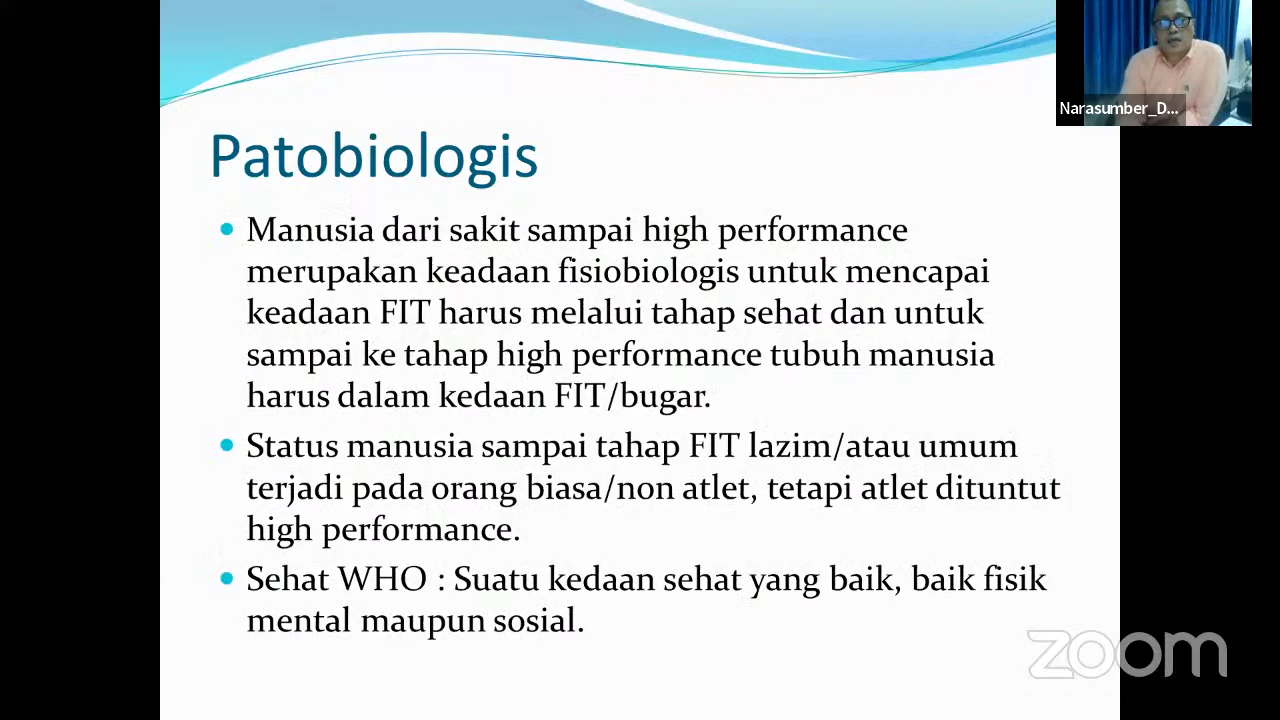 Narasumber_D...
Patobiologis
Manusia dari sakit sampai high performance
merupakan keadaan fisiobiologis untuk mencapai
keadaan FIT harus melalui tahap sehat dan untuk
sampai ke tahap high performance tubuh manusia
harus dalam kedaan FIT/bugar.
Status manusia sampai tahap FIT lazim/atau umum
terjadi pada orang biasa/non atlet, tetapi atlet dituntut
high performance.
Sehat WHO : Suatu kedaan sehat yang baik, baik fisik
mental maupun sosial.
zoom